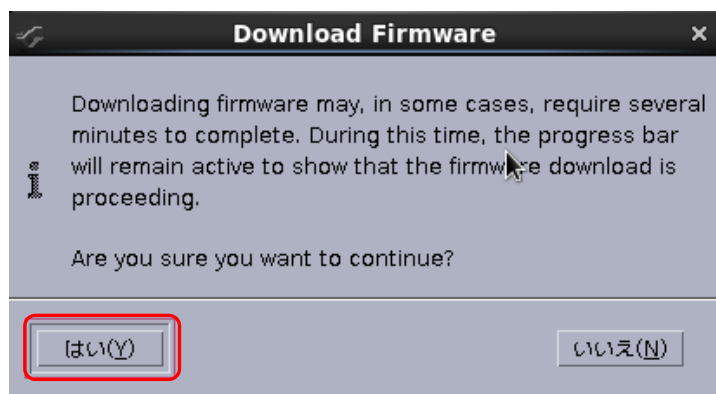 Download Firmware
Downloading firmware may, in some cases, require several
minutes to complete. During this time, the progress bar
will remain active to show that the firmware download is
proceeding.
Are you sure you want to continue?
はい(Y)
いいえ(N)